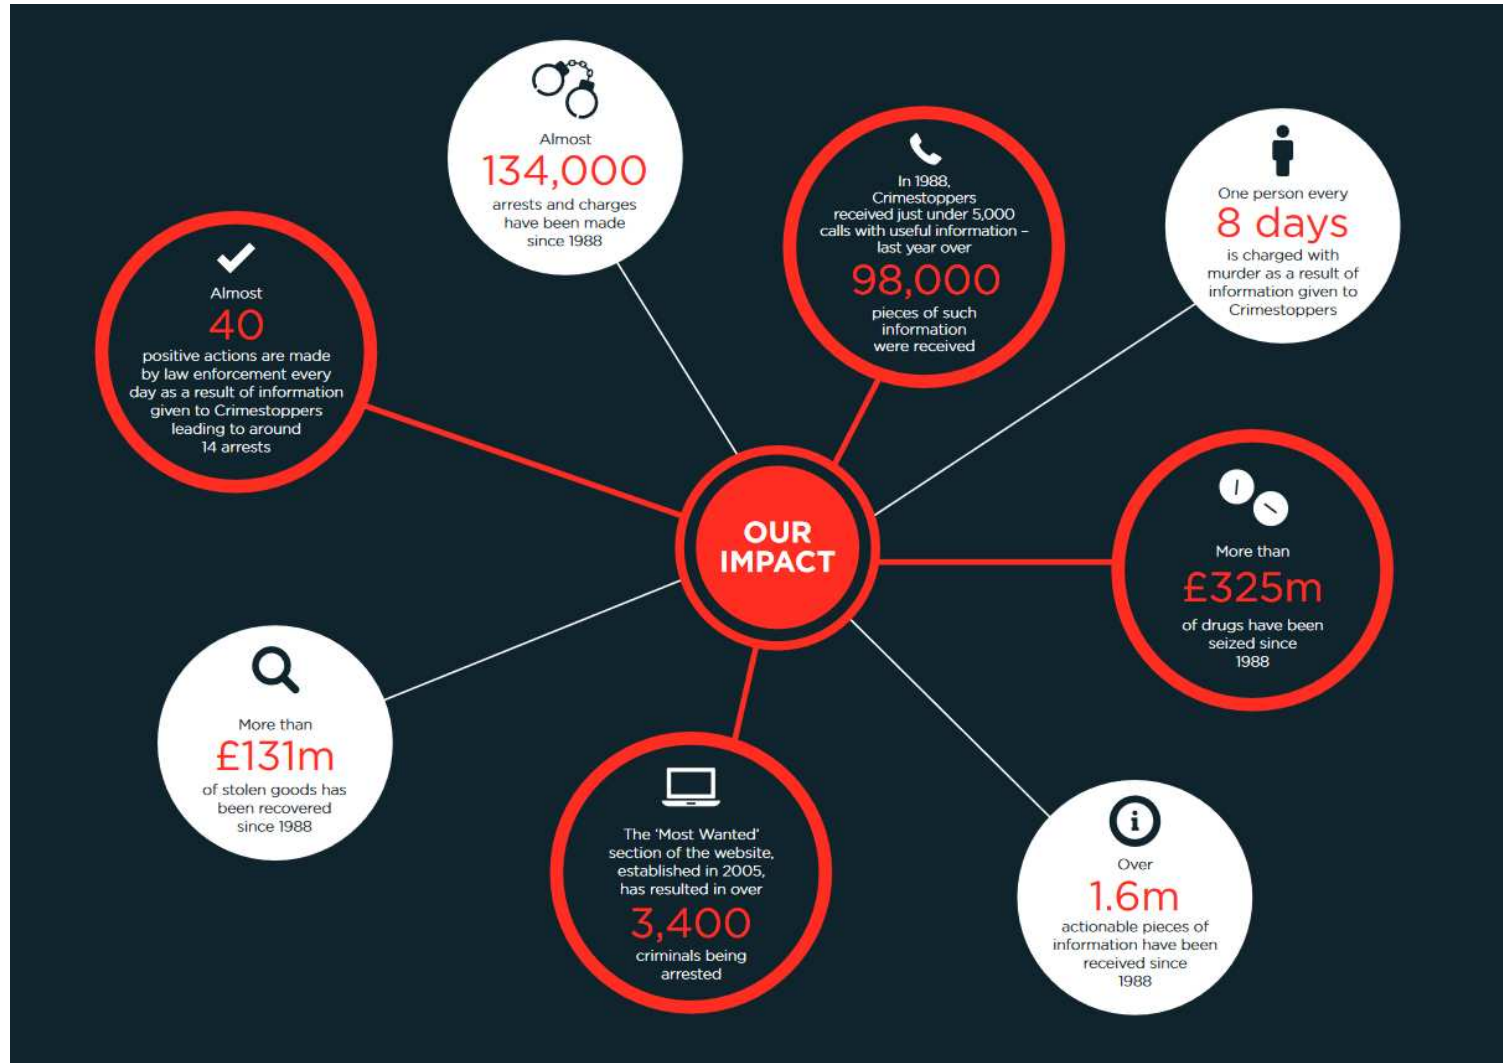 Almost
134,000
arrests and charges
have been made
since 1988
In 1988,
Crimestoppers
received just under 5,000
calls with useful information –
last year over
98,000
pieces of such
information
were received
One person every
8 days
is charged with
murder as a result of
information given to
Crimestoppers
Almost
40
positive actions are made
by law enforcement every
day as a result of information
given to Crimestoppers
leading to around
14 arrests
OUR
IMPACT
More than
£325m
of drugs have been
seized since
1988
More than
£131m
of stolen goods has
been recovered
since 1988
The ‘Most Wanted’
section of the website,
established in 2005,
has resulted in over
3,400
criminals being
arrested
i
Over
1.6m
actionable pieces of
information have been
received since
1988